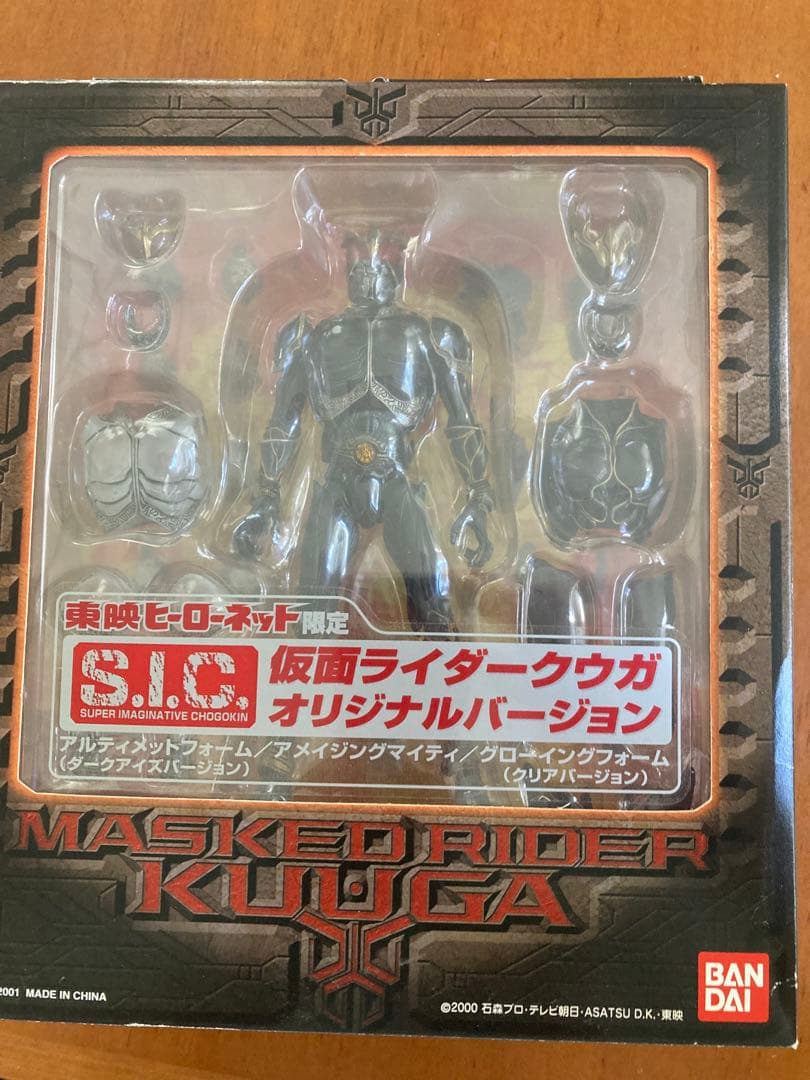 東映ヒーローネット限定
S.I.C.
SUPER IMAGINATIVE CHOGOKIN
仮面ライダークウガ
オリジナルバージョン
アルティメットフォーム／アメイジングマイティ／グローイングフォーム
（ダークアイズバージョン）
（クリアバージョン）
MASKED RIDER
KUUGA
BAN
DAI
2001 MADE IN CHINA
©2000 石森プロ・テレビ朝日・ASATSU D.K.・東映